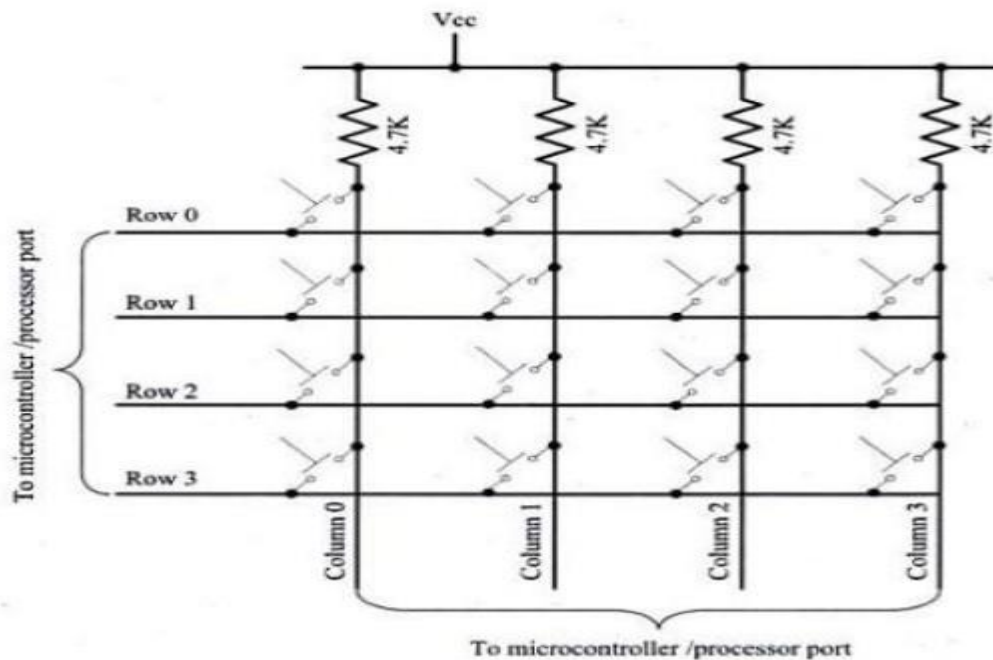 Vcc
4.7K
4.7K
4.7K
4.7K
Row 0
Row 1
Row 2
Row 3
To microcontroller /processor port
Column 0
Column 1
Column 2
Column 3
To microcontroller /processor port